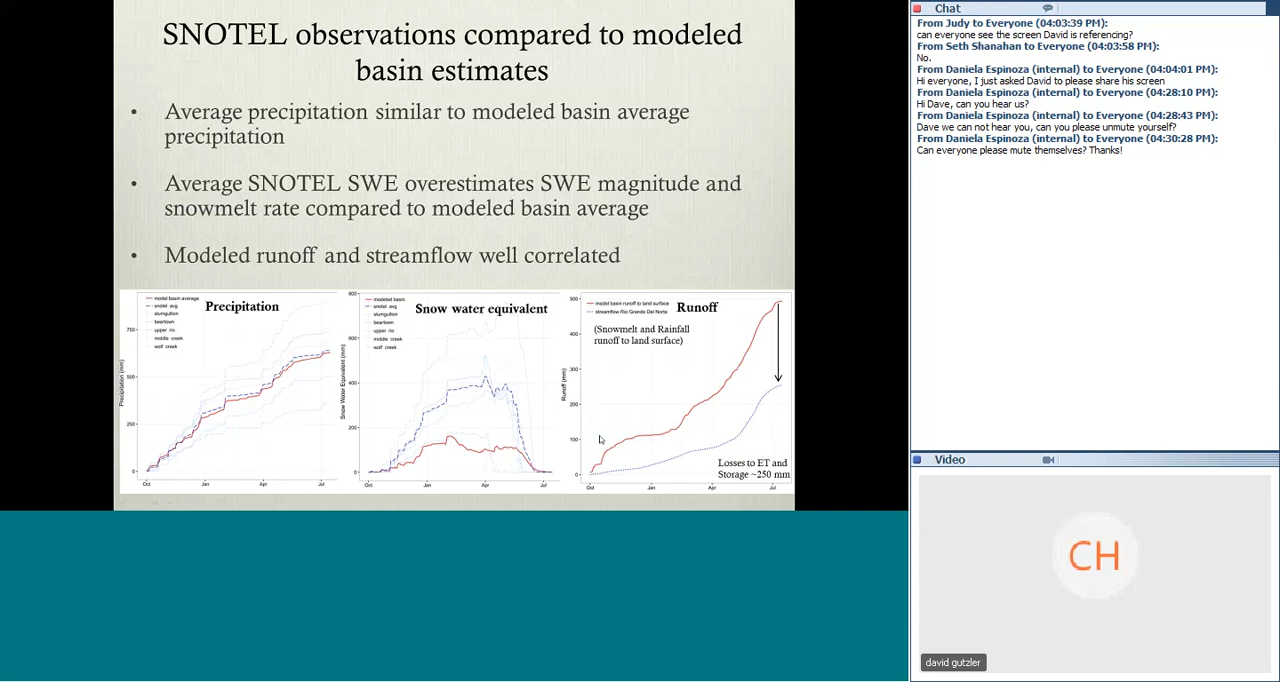 SNOTEL observations compared to modeled
basin estimates
• Average precipitation similar to modeled basin average
precipitation
• Average SNOTEL SWE overestimates SWE magnitude and
snowmelt rate compared to modeled basin average
• Modeled runoff and streamflow well correlated
Precipitation
model basin average
snotel avg
slumgullion
beartown
upper rio
middle creek
wolf creek
Precipitation (mm)
750
500
250
0
Oct
Jan
Apr
Jul
Snow water equivalent
modeled basin
snotel avg
slumgullion
beartown
upper rio
middle creek
wolf creek
Snow Water Equivalent (mm)
800
600
400
200
0
Oct
Jan
Apr
Jul
Runoff
model basin runoff to land surface
streamflow Rio Grande Del Norte
(Snowmelt and Rainfall
runoff to land surface)
Runoff (mm)
500
400
300
200
100
0
Losses to ET and
Storage ~250 mm
Oct
Jan
Apr
Jul
Chat
From Judy to Everyone (04:03:39 PM):
can everyone see the screen David is referencing?
From Seth Shanahan to Everyone (04:03:58 PM):
No.
From Daniela Espinoza (internal) to Everyone (04:04:01 PM):
Hi everyone, I just asked David to please share his screen
From Daniela Espinoza (internal) to Everyone (04:28:10 PM):
Hi Dave, can you hear us?
From Daniela Espinoza (internal) to Everyone (04:28:43 PM):
Dave we can not hear you, can you please unmute yourself?
From Daniela Espinoza (internal) to Everyone (04:30:28 PM):
Can everyone please mute themselves? Thanks!
Video
CH
david gutzler